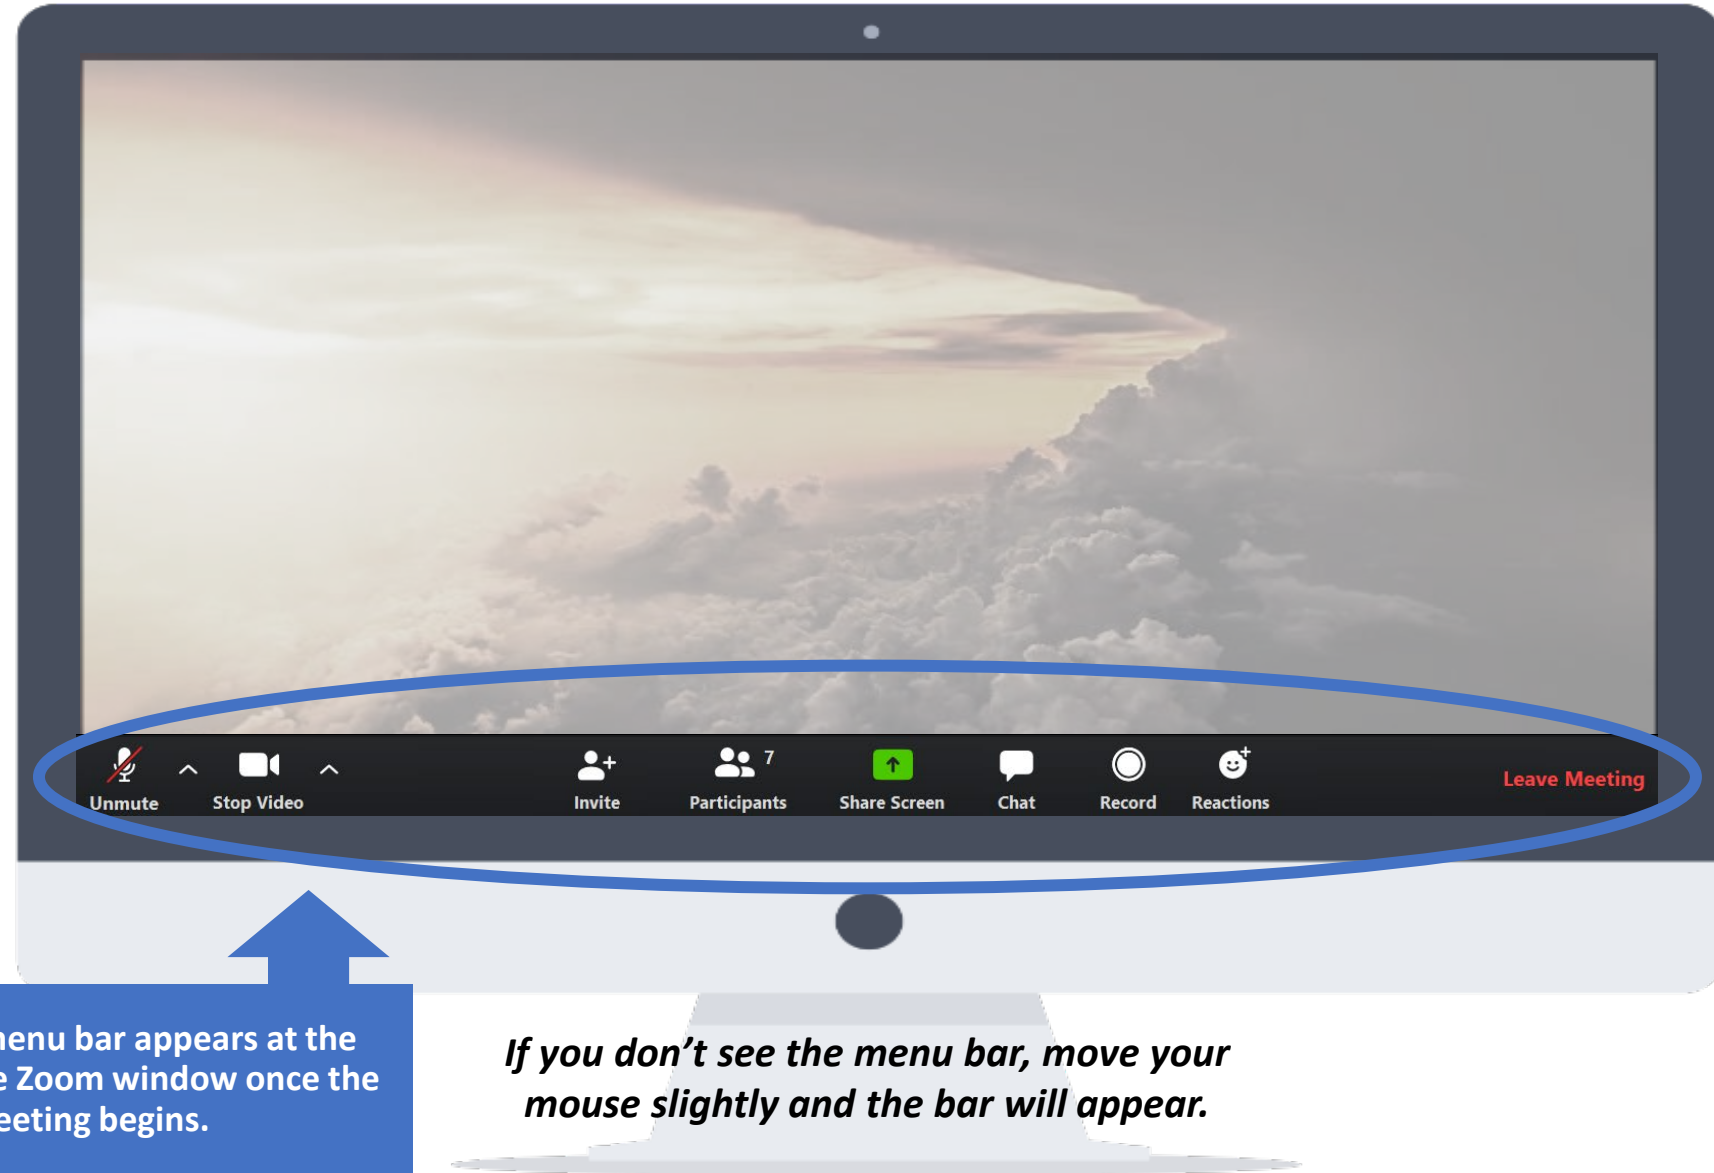 7
Unmute Stop Video Invite Participants Share Screen Chat Record Reactions Leave Meeting
menu bar appears at the
Zoom window once the
begins.
If you don’t see the menu bar, move your
mouse slightly and the bar will appear.